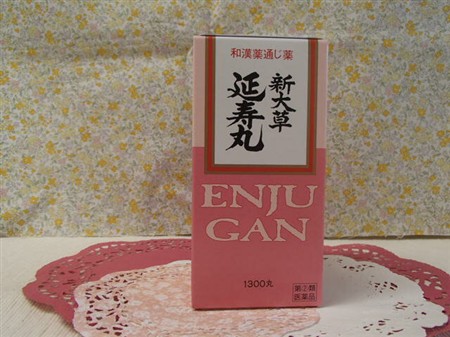 和漢薬通じ薬
新大草
延寿丸
ENJU
GAN
1300丸
第②類
医薬品